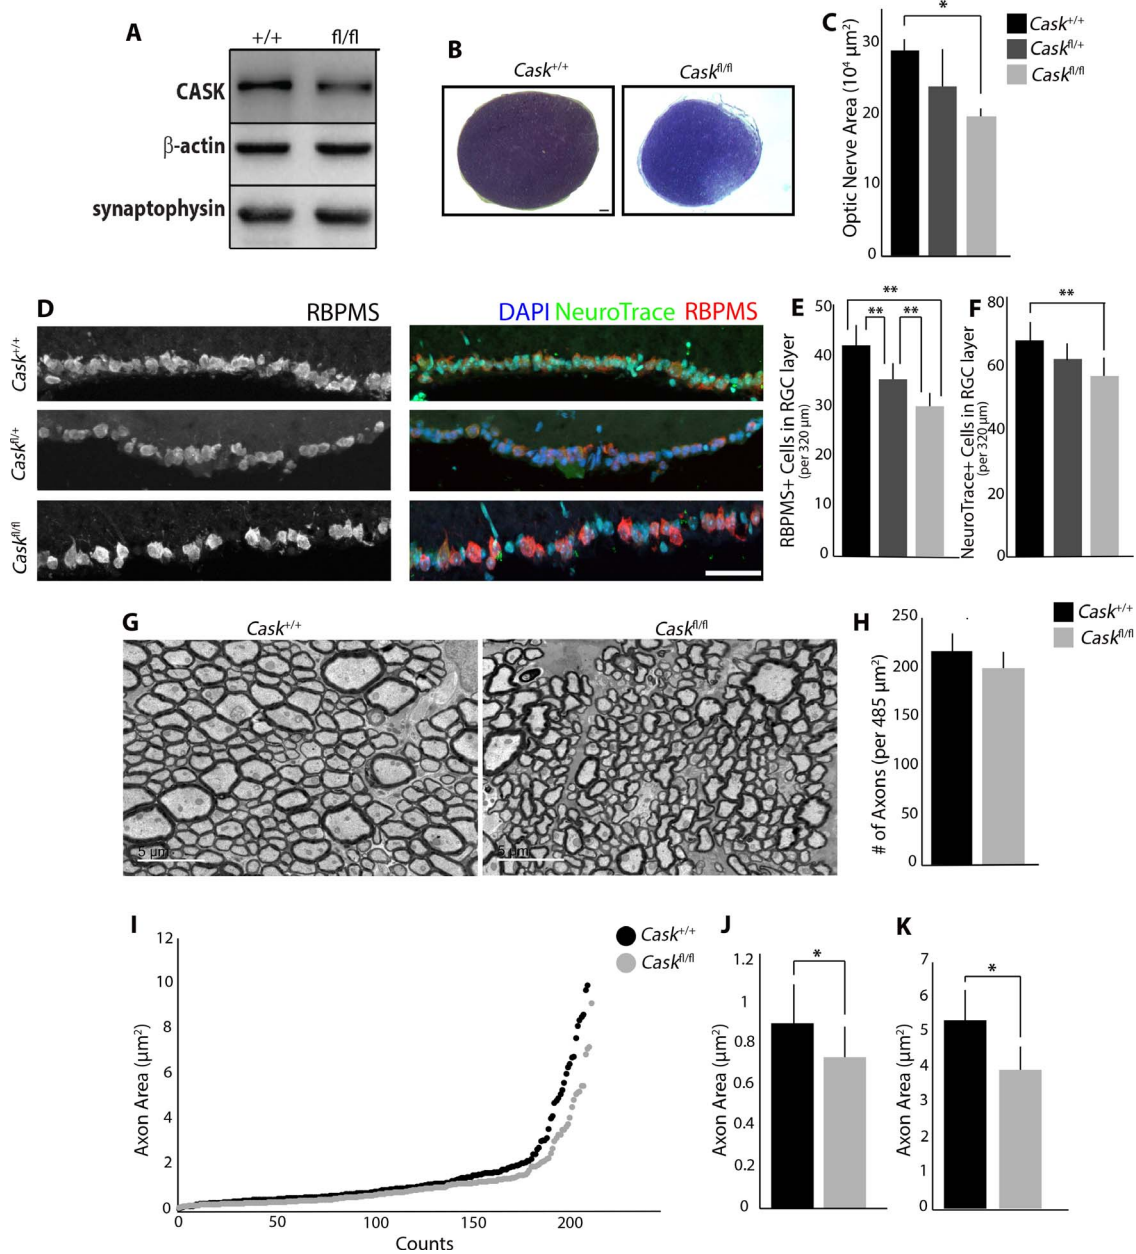 A
+/+
fl/fl
CASK
β-actin
synaptophysin
B
Cask+/+
Caskfl/fl
C
Optic Nerve Area (10⁴ µm²)
30
20
10
0
*
Cask+/+
Caskfl/+
Caskfl/fl
D
RBPMS
DAPI NeuroTrace RBPMS
Cask+/+
Caskfl/+
Caskfl/fl
E
RBPMS+ Cells in RGC layer
(per 320 µm)
50
40
30
20
10
0
**
** **
F
NeuroTrace+ Cells in RGC layer
(per 320 µm)
80
60
40
20
0
**
G
Cask+/+
Caskfl/fl
5 µm
5 µm
H
# of Axons (per 485 µm²)
250
200
150
100
50
0
Cask+/+
Caskfl/fl
I
Axon Area (µm²)
12
10
8
6
4
2
0
0 50 100 150 200
Counts
Cask+/+
Caskfl/fl
J
Axon Area (µm²)
1.2
1
0.8
0.6
0.4
0.2
0
*
K
Axon Area (µm²)
7
6
5
4
3
2
1
0
*